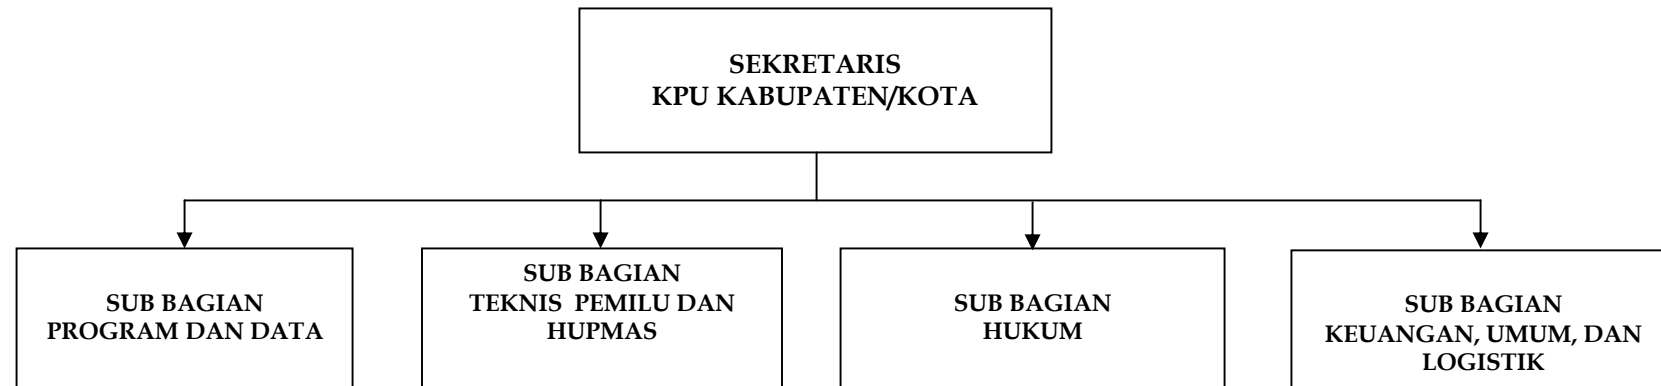 SEKRETARIS
KPU KABUPATEN/KOTA
SUB BAGIAN
PROGRAM DAN DATA
SUB BAGIAN
TEKNIS PEMILU DAN
HUPMAS
SUB BAGIAN
HUKUM
SUB BAGIAN
KEUANGAN, UMUM, DAN
LOGISTIK